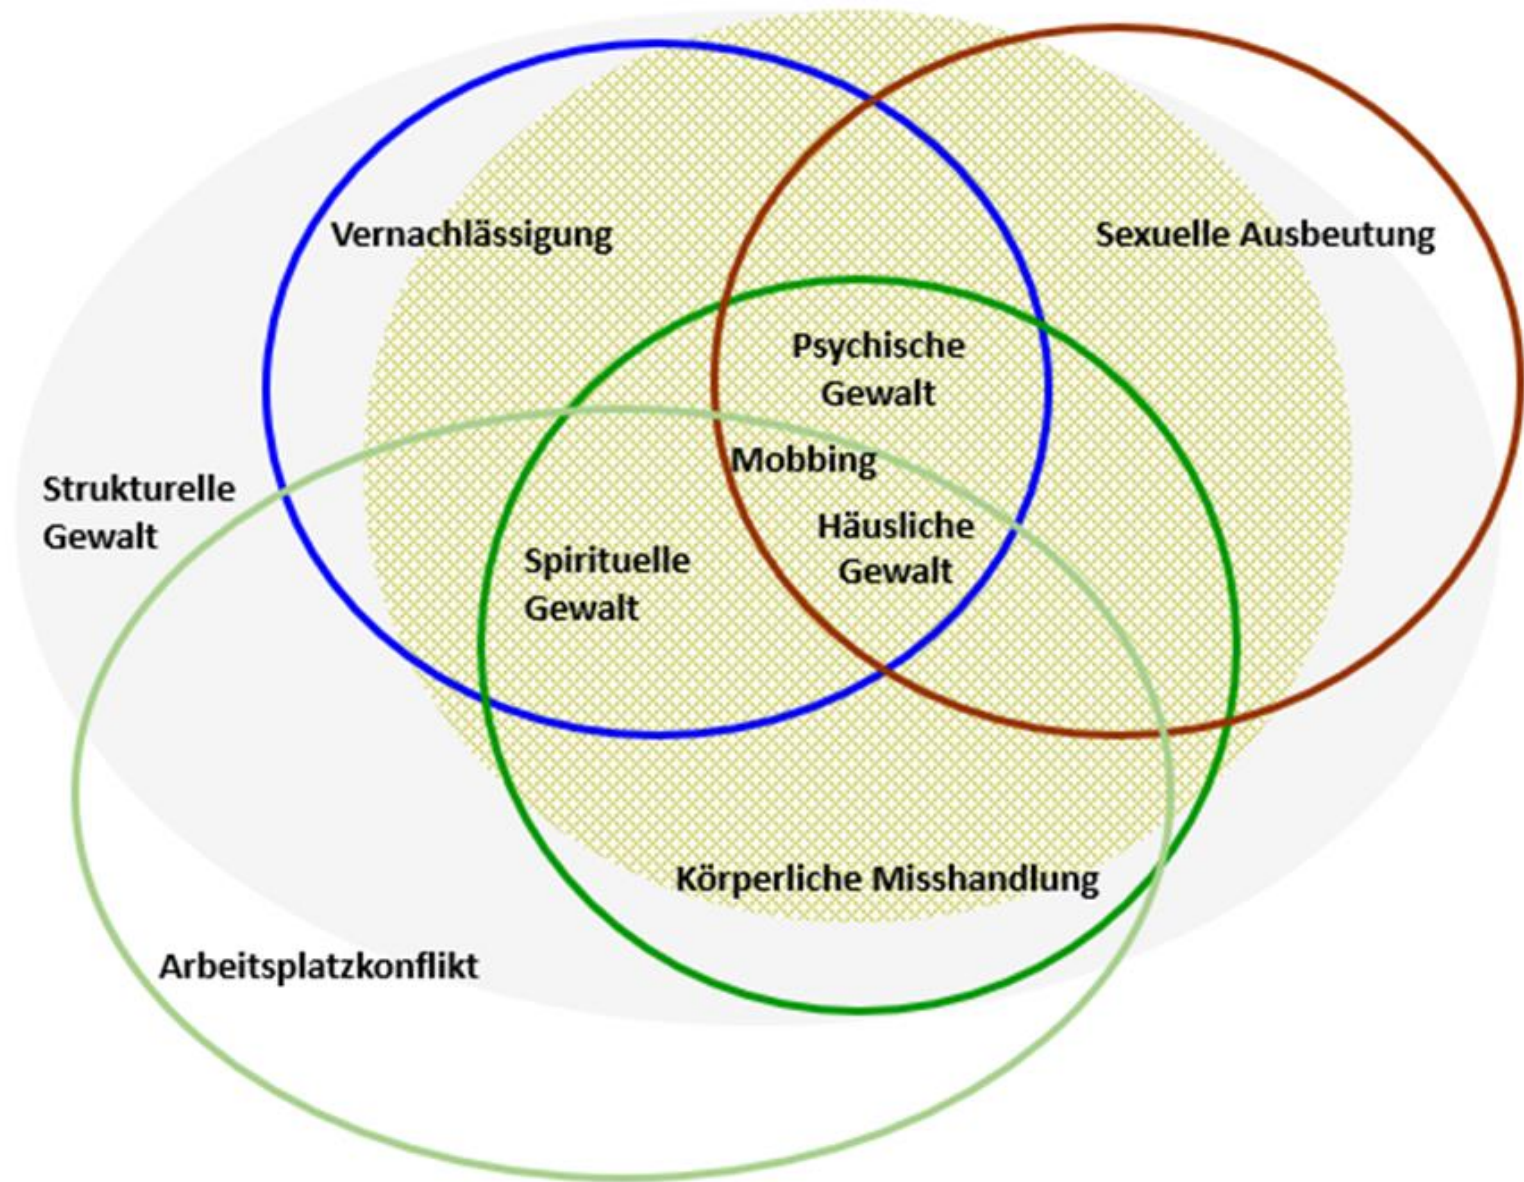 Vernachlässigung
Sexuelle Ausbeutung
Psychische
Gewalt
Mobbing
Strukturelle
Gewalt
Häusliche
Gewalt
Spirituelle
Gewalt
Körperliche Misshandlung
Arbeitsplatzkonflikt